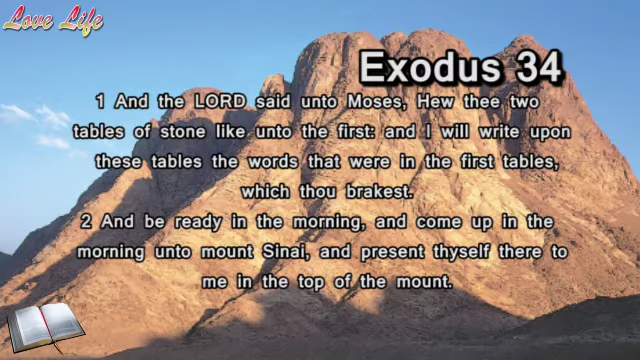 Love Life
Exodus 34
1 And the LORD said unto Moses, Hew thee two
tables of stone like unto the first: and I will write upon
these tables the words that were in the first tables,
which thou brakest.
2 And be ready in the morning, and come up in the
morning unto mount Sinai, and present thyself there to
me in the top of the mount.